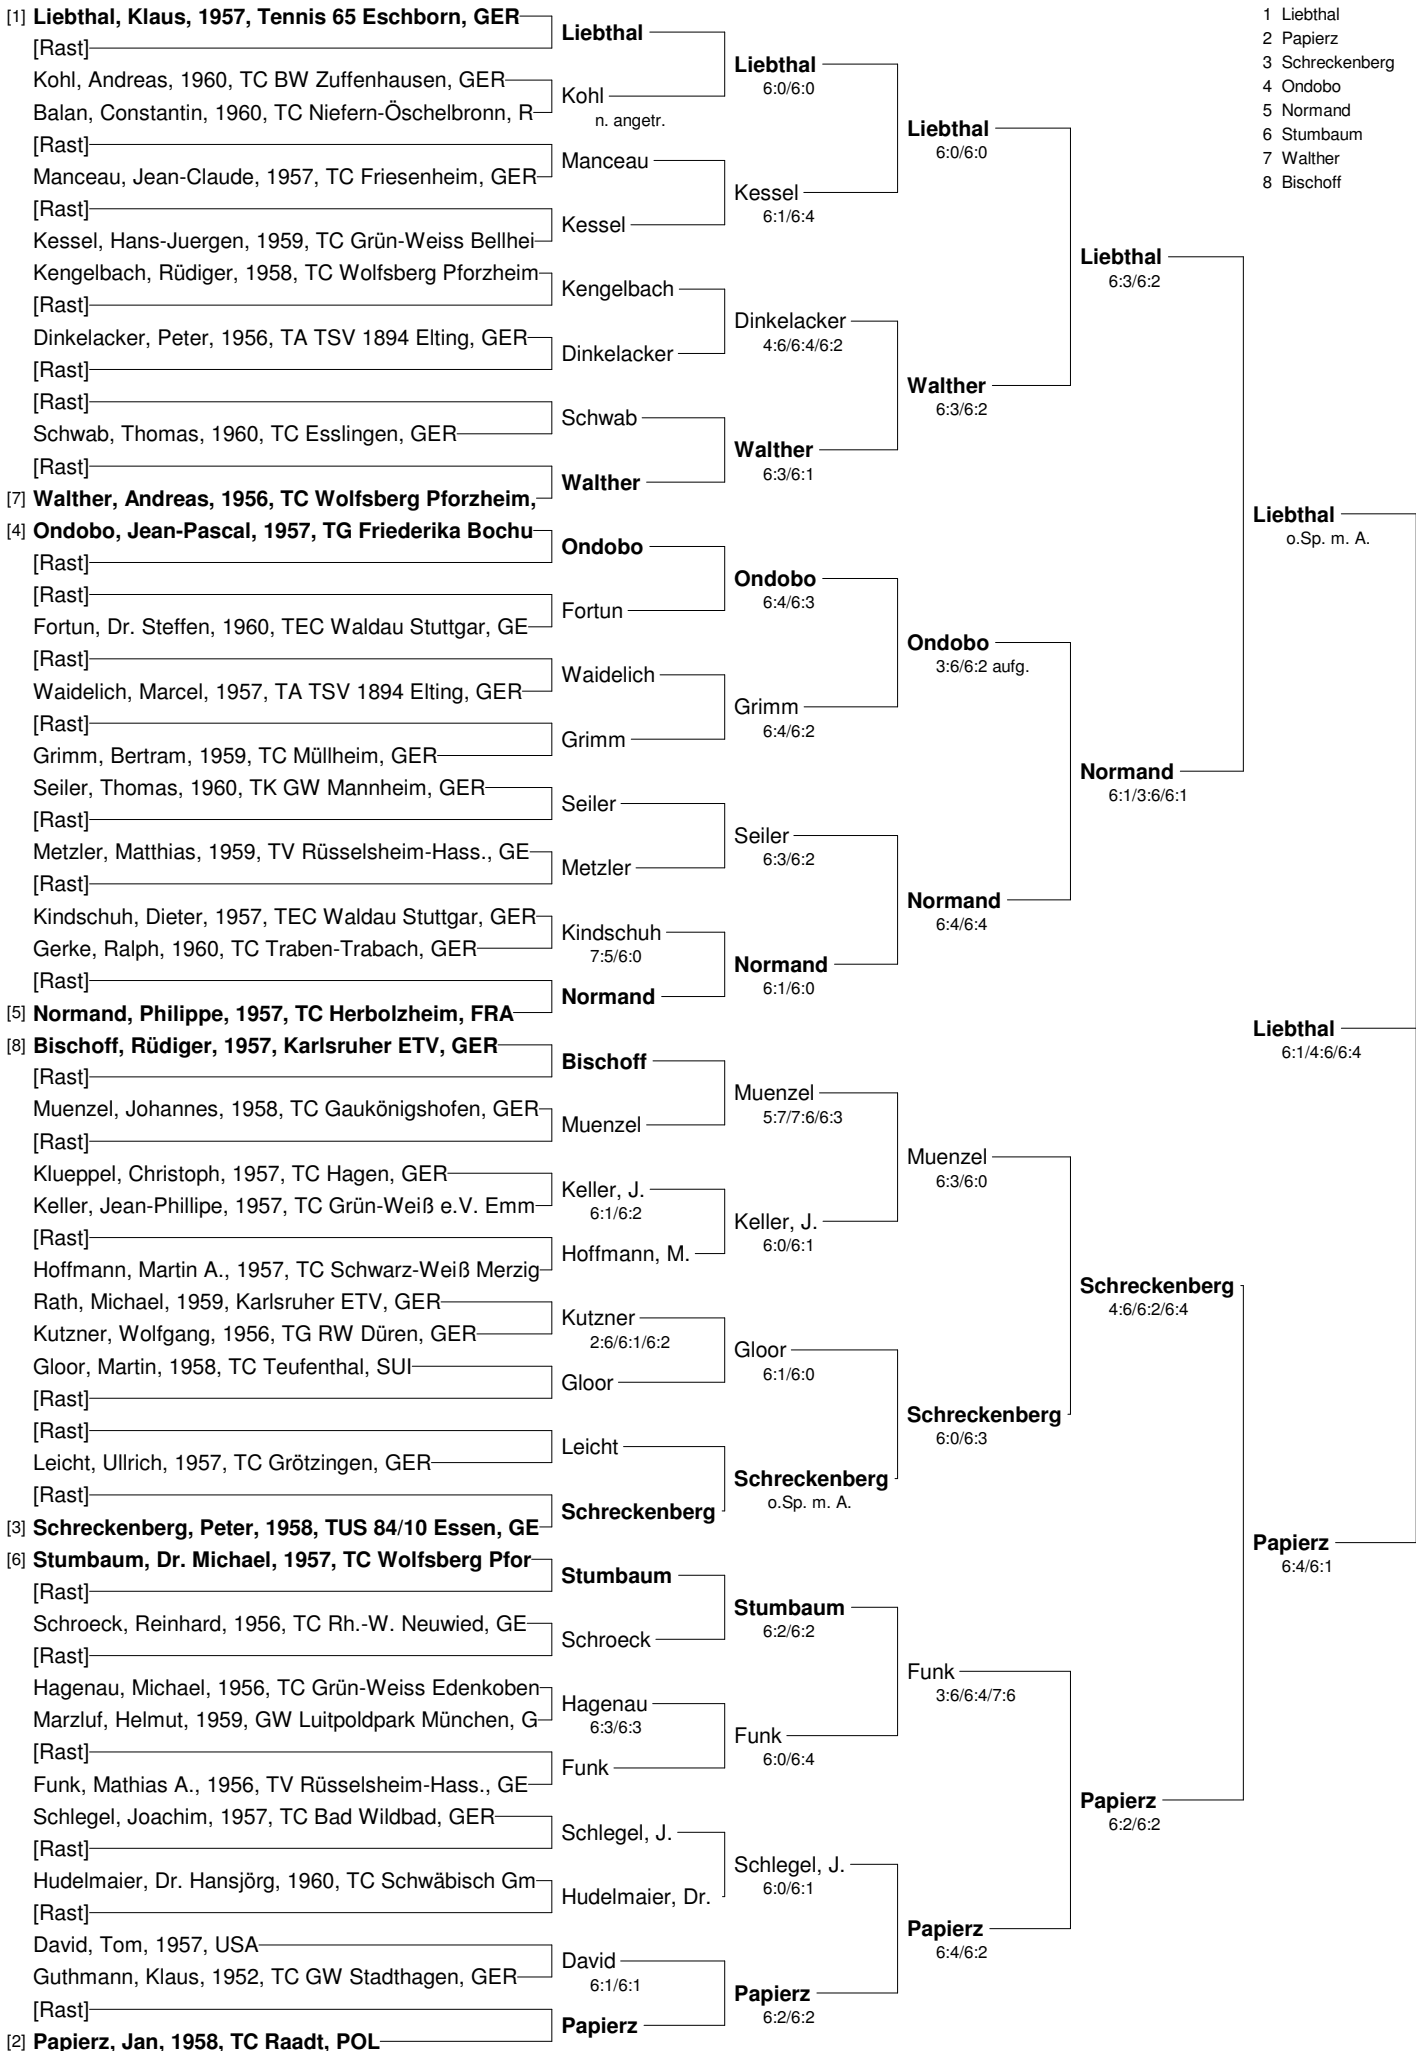 [1] Liebthal, Klaus, 1957, Tennis 65 Eschborn, GER
[Rast]
Kohl, Andreas, 1960, TC BW Zuffenhausen, GER
Balan, Constantin, 1960, TC Niefern-Öschelbronn, R
[Rast]
Manceau, Jean-Claude, 1957, TC Friesenheim, GER
[Rast]
Kessel, Hans-Juergen, 1959, TC Grün-Weiss Bellhei
Kengelbach, Rüdiger, 1958, TC Wolfsberg Pforzheim
[Rast]
Dinkelacker, Peter, 1956, TA TSV 1894 Elting, GER
[Rast]
[Rast]
Schwab, Thomas, 1960, TC Esslingen, GER
[Rast]
[7] Walther, Andreas, 1956, TC Wolfsberg Pforzheim,
[4] Ondobo, Jean-Pascal, 1957, TG Friederika Bochu
[Rast]
[Rast]
Fortun, Dr. Steffen, 1960, TEC Waldau Stuttgar, GE
[Rast]
Waidelich, Marcel, 1957, TA TSV 1894 Elting, GER
[Rast]
Grimm, Bertram, 1959, TC Müllheim, GER
Seiler, Thomas, 1960, TK GW Mannheim, GER
[Rast]
Metzler, Matthias, 1959, TV Rüsselsheim-Hass., GE
[Rast]
Kindschuh, Dieter, 1957, TEC Waldau Stuttgar, GER
Gerke, Ralph, 1960, TC Traben-Trabach, GER
[Rast]
[5] Normand, Philippe, 1957, TC Herbolzheim, FRA
[8] Bischoff, Rüdiger, 1957, Karlsruher ETV, GER
[Rast]
Muenzel, Johannes, 1958, TC Gaukönigshofen, GER
[Rast]
Klueppel, Christoph, 1957, TC Hagen, GER
Keller, Jean-Phillipe, 1957, TC Grün-Weiß e.V. Emm
[Rast]
Hoffmann, Martin A., 1957, TC Schwarz-Weiß Merzig
Rath, Michael, 1959, Karlsruher ETV, GER
Kutzner, Wolfgang, 1956, TG RW Düren, GER
Gloor, Martin, 1958, TC Teufenthal, SUI
[Rast]
[Rast]
Leicht, Ullrich, 1957, TC Grötzingen, GER
[Rast]
[3] Schreckenberg, Peter, 1958, TUS 84/10 Essen, GE
[6] Stumbaum, Dr. Michael, 1957, TC Wolfsberg Pfor
[Rast]
Schroeck, Reinhard, 1956, TC Rh.-W. Neuwied, GE
[Rast]
Hagenau, Michael, 1956, TC Grün-Weiss Edenkoben
Marzluf, Helmut, 1959, GW Luitpoldpark München, G
[Rast]
Funk, Mathias A., 1956, TV Rüsselsheim-Hass., GE
Schlegel, Joachim, 1957, TC Bad Wildbad, GER
[Rast]
Hudelmaier, Dr. Hansjörg, 1960, TC Schwäbisch Gm
[Rast]
David, Tom, 1957, USA
Guthmann, Klaus, 1952, TC GW Stadthagen, GER
[Rast]
[2] Papierz, Jan, 1958, TC Raadt, POL
Liebthal
Kohl
n. angetr.
Manceau
Kessel
Kengelbach
Dinkelacker
Schwab
Walther
Ondobo
Fortun
Waidelich
Grimm
Seiler
Metzler
Kindschuh
7:5/6:0
Normand
Bischoff
Muenzel
Keller, J.
6:1/6:2
Hoffmann, M.
Kutzner
2:6/6:1/6:2
Gloor
Leicht
Schreckenberg
Stumbaum
Schroeck
Hagenau
6:3/6:3
Funk
Schlegel, J.
Hudelmaier, Dr.
David
6:1/6:1
Papierz
Liebthal
6:0/6:0
Kessel
6:1/6:4
Dinkelacker
4:6/6:4/6:2
Walther
6:3/6:1
Ondobo
6:4/6:3
Grimm
6:4/6:2
Seiler
6:3/6:2
Normand
6:1/6:0
Muenzel
5:7/7:6/6:3
Keller, J.
6:0/6:1
Gloor
6:1/6:0
Schreckenberg
o.Sp. m. A.
Stumbaum
6:2/6:2
Funk
6:0/6:4
Schlegel, J.
6:0/6:1
Papierz
6:2/6:2
Liebthal
6:0/6:0
Walther
6:3/6:2
Ondobo
3:6/6:2 aufg.
Normand
6:4/6:4
Muenzel
6:3/6:0
Schreckenberg
6:0/6:3
Funk
3:6/6:4/7:6
Papierz
6:4/6:2
Liebthal
6:3/6:2
Normand
6:1/3:6/6:1
Schreckenberg
4:6/6:2/6:4
Papierz
6:2/6:2
Liebthal
o.Sp. m. A.
Papierz
6:4/6:1
Liebthal
6:1/4:6/6:4
1 Liebthal
2 Papierz
3 Schreckenberg
4 Ondobo
5 Normand
6 Stumbaum
7 Walther
8 Bischoff